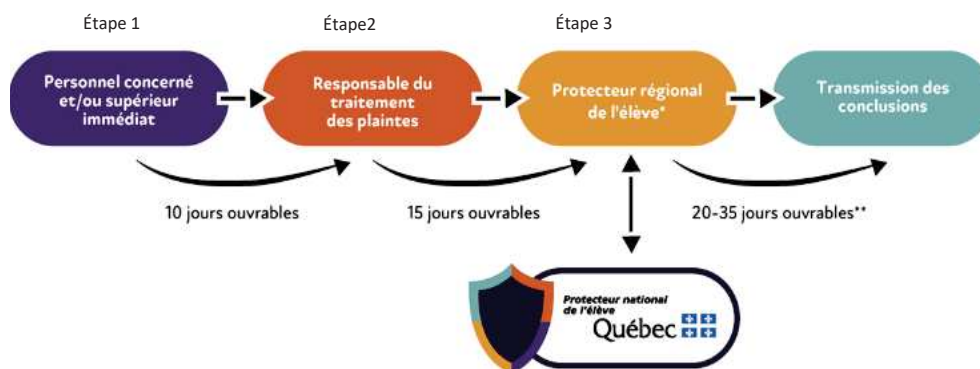 Étape 1
Étape2
Étape 3
Personnel concerné
et/ou supérieur
immédiat
Responsable du
traitement
des plaintes
Protecteur régional
de l'élève*
Transmission des
conclusions
10 jours ouvrables
15 jours ouvrables
20-35 jours ouvrables**
Protecteur national
de l'élève
Québec